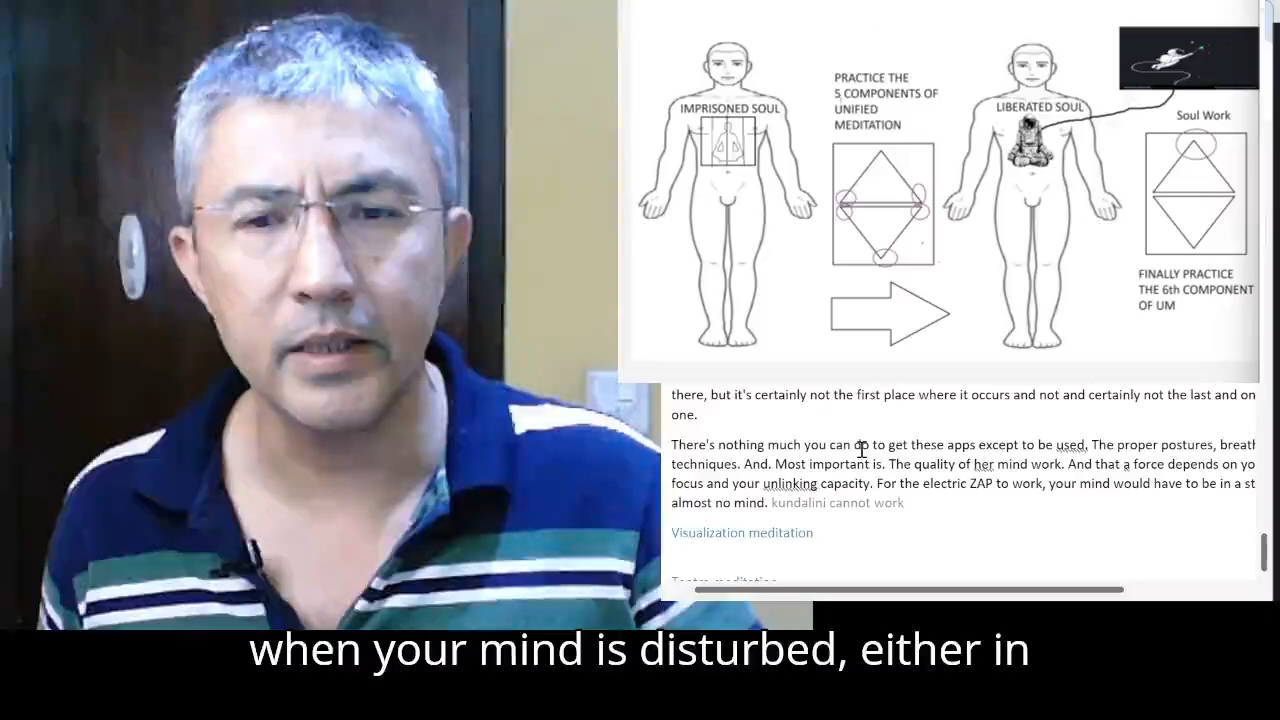 IMPRISONED SOUL
PRACTICE THE
5 COMPONENTS OF
UNIFIED
MEDITATION
LIBERATED SOUL
Soul Work
FINALLY PRACTICE
THE 6th COMPONENT
OF UM
there, but it's certainly not the first place where it occurs and not and certainly not the last and on
one.
There's nothing much you can do to get these apps except to be used. The proper postures, breath
techniques. And. Most important is. The quality of her mind work. And that a force depends on yo
focus and your unlinking capacity. For the electric ZAP to work, your mind would have to be in a st
almost no mind. kundalini cannot work
Visualization meditation
Tantra meditation
when your mind is disturbed, either in